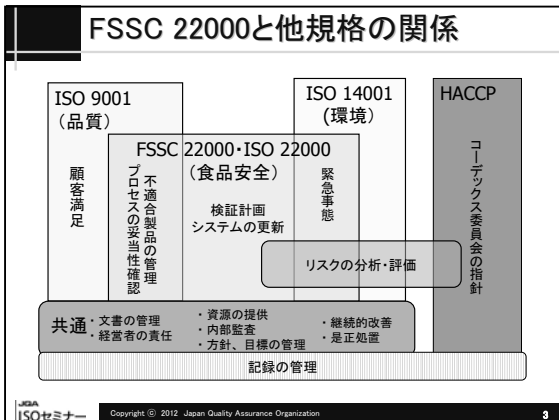 FSSC 22000と他規格の関係
ISO 9001
（品質）
ISO 14001
(環境）
HACCP
FSSC 22000・ISO 22000
（食品安全）
顧客満足
不適合製品の管理
プロセスの妥当性確認
検証計画
システムの更新
緊急事態
コーデックス委員会の指針
リスクの分析・評価
共通
・文書の管理
・経営者の責任
・資源の提供
・内部監査
・方針、目標の管理
・継続的改善
・是正処置
記録の管理
JQA
ISOセミナー
Copyright © 2012 Japan Quality Assurance Organization
3